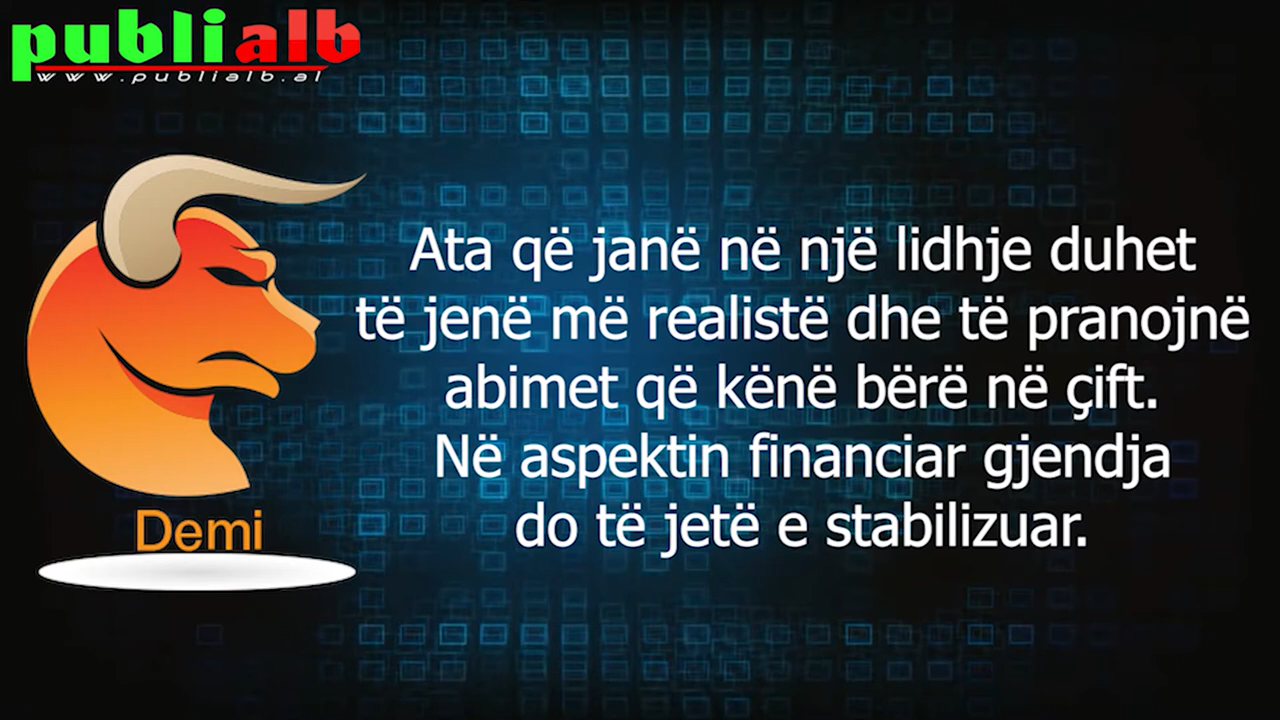 publialb
www.publialb.al
Ata që janë në një lidhje duhet
të jenë më realistë dhe të pranojnë
abimet që kënë bërë në çift.
Në aspektin financiar gjendja
do të jetë e stabilizuar.
Demi